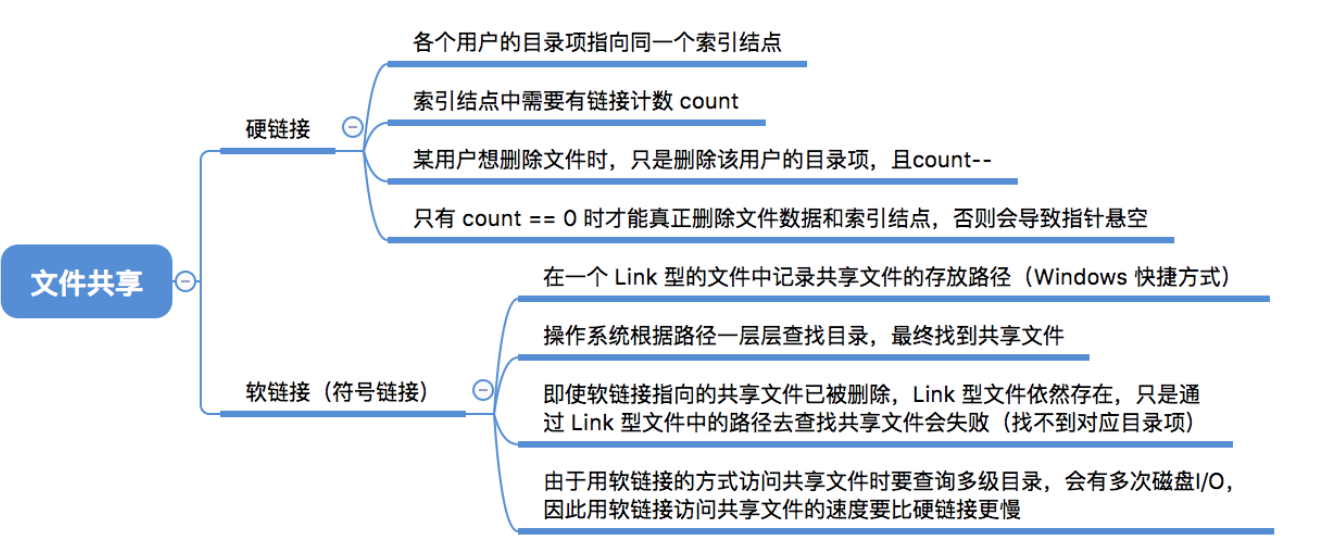 文件共享
硬链接
各个用户的目录项指向同一个索引结点
索引结点中需要有链接计数 count
某用户想删除文件时，只是删除该用户的目录项，且count--
只有 count == 0 时才能真正删除文件数据和索引结点，否则会导致指针悬空
软链接（符号链接）
在一个 Link 型的文件中记录共享文件的存放路径（Windows 快捷方式）
操作系统根据路径一层层查找目录，最终找到共享文件
即使软链接指向的共享文件已被删除，Link 型文件依然存在，只是通
过 Link 型文件中的路径去查找共享文件会失败（找不到对应目录项）
由于用软链接的方式访问共享文件时要查询多级目录，会有多次磁盘I/O，
因此用软链接访问共享文件的速度要比硬链接更慢